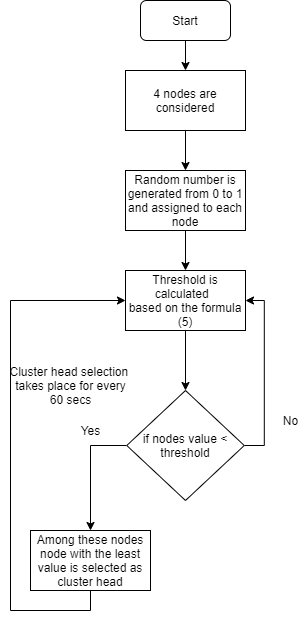 Start
4 nodes are
considered
Random number is
generated from 0 to 1
and assigned to each
node
Threshold is
calculated
based on the formula
(5)
Cluster head selection
takes place for every
60 secs
if nodes value <
threshold
Yes
No
Among these nodes
node with the least
value is selected as
cluster head